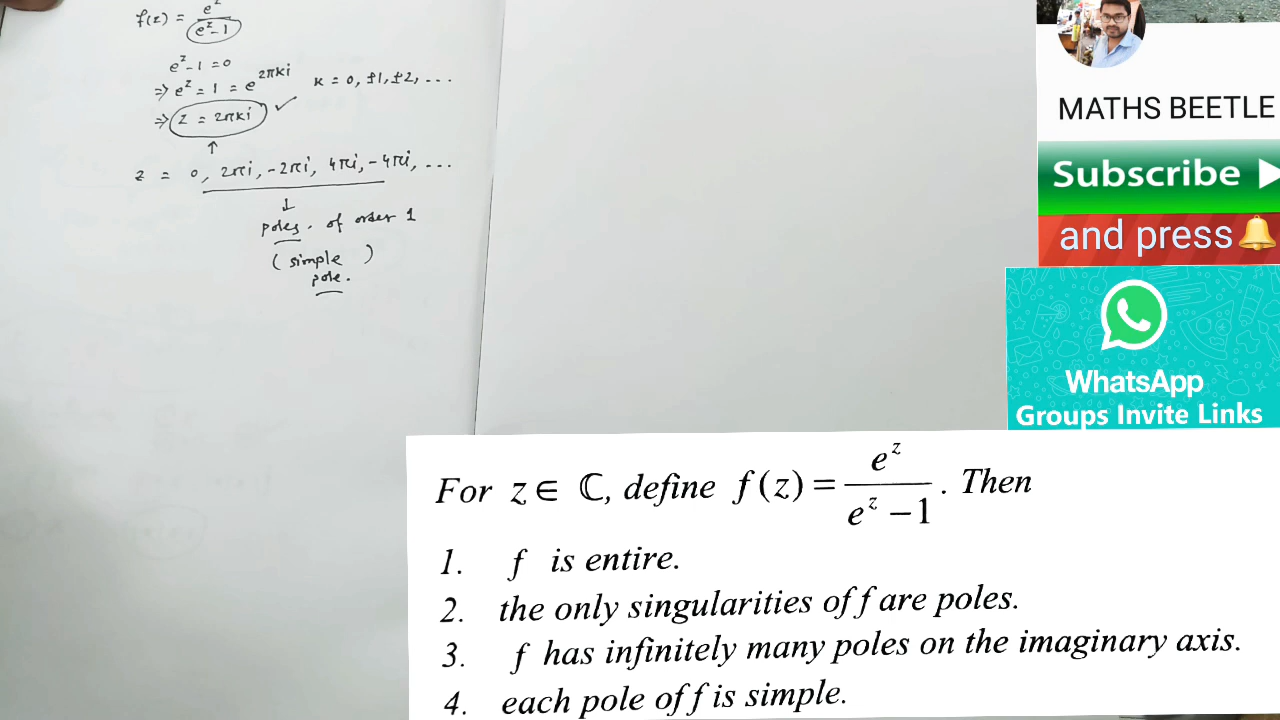 f(z) = e^z / (e^z - 1)
e^z - 1 = 0
⇒ e^z = 1 = e^{2πki} k = 0, ±1, ±2, ...
⇒ z = 2πki ✓
↑
z = 0, 2πi, -2πi, 4πi, -4πi, ...
↓
poles. of order 1
( simple )
pole.
MATHS BEETLE
Subscribe
and press
WhatsApp
Groups Invite Links
For z ∈ ℂ, define f(z) = e^z / (e^z - 1) . Then
1. f is entire.
2. the only singularities of f are poles.
3. f has infinitely many poles on the imaginary axis.
4. each pole of f is simple.